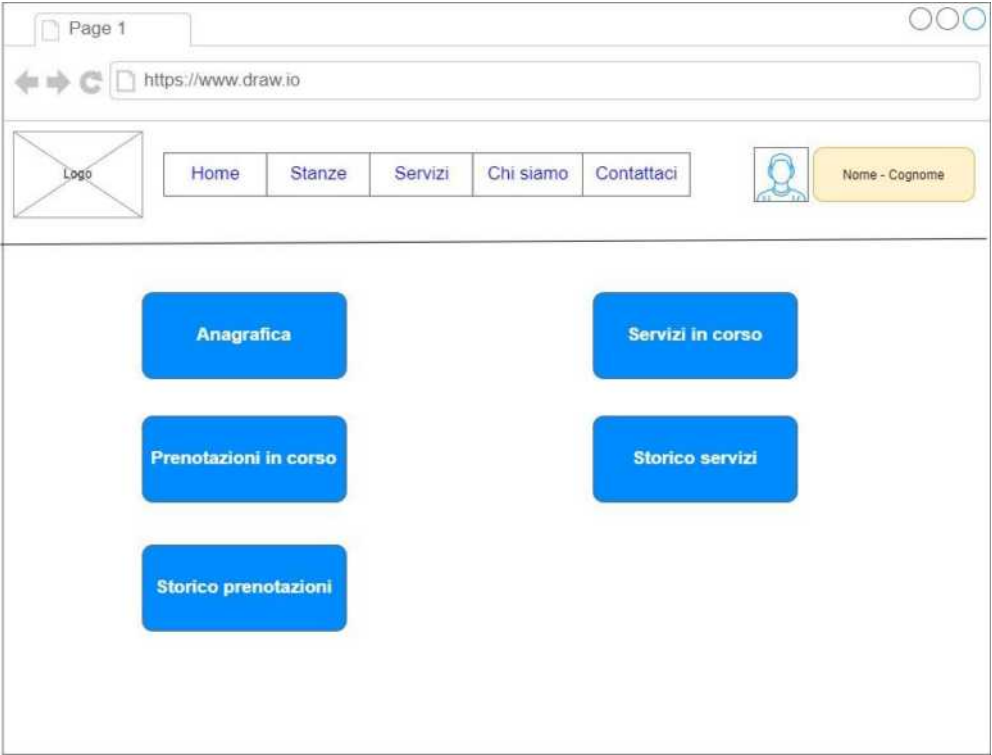 Page 1
https://www.draw.io
Logo
Home
Stanze
Servizi
Chi siamo
Contattaci
Nome - Cognome
Anagrafica
Servizi in corso
Prenotazioni in corso
Storico servizi
Storico prenotazioni